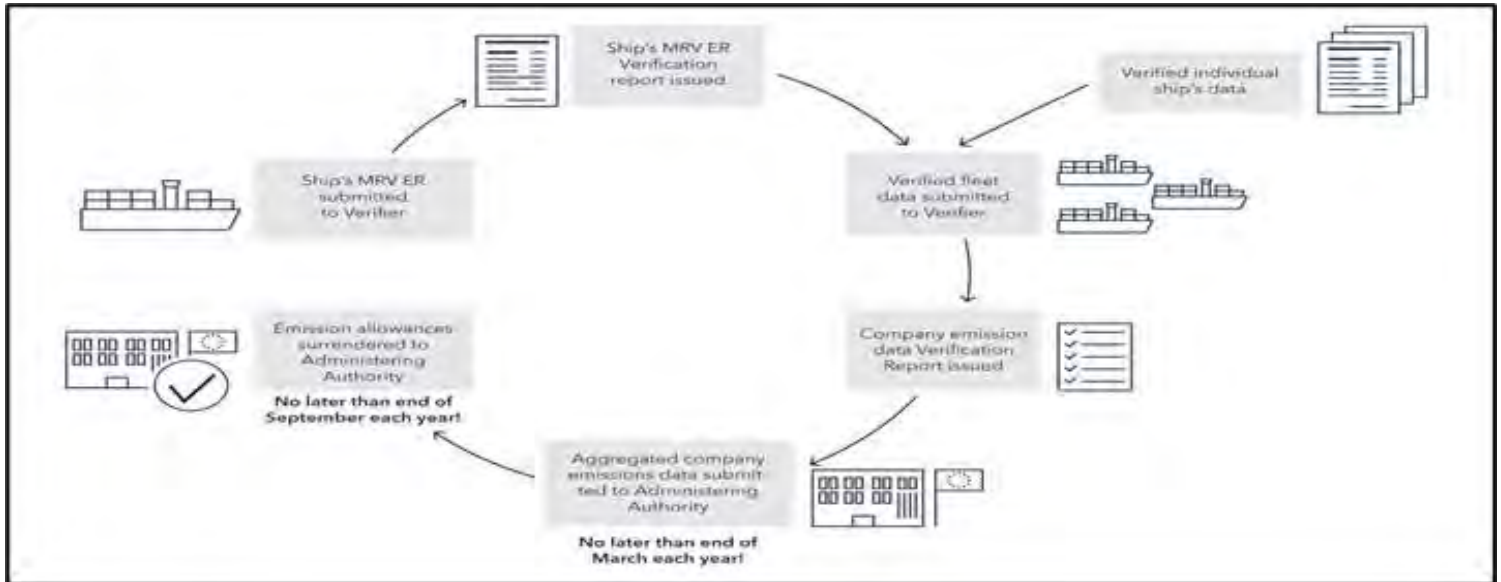 Ship's MRV ER
Verification
report issued
Verified individual
ship's data
Ship's MRV ER
submitted
to Verifier
Verified fleet
data submitted
to Verifier
Emission allowances
surrendered to
Administering
Authority
No later than end of
September each year!
Company emission
data Verification
Report issued
Aggregated company
emissions data submit-
ted to Administering
Authority
No later than end of
March each year!